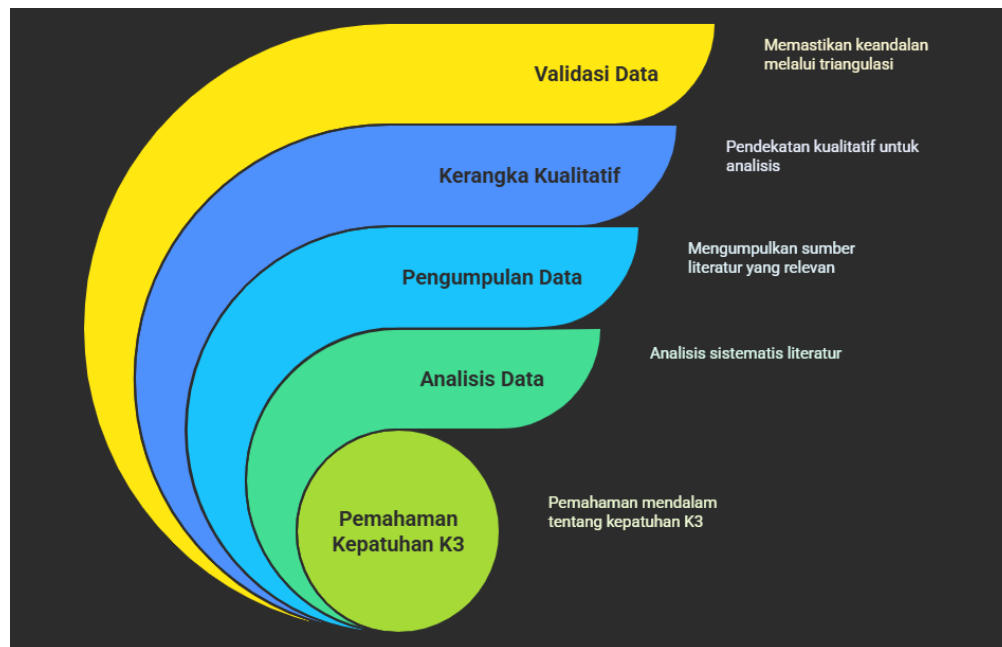 Validasi Data
Memastikan keandalan
melalui triangulasi
Kerangka Kualitatif
Pendekatan kualitatif untuk
analisis
Pengumpulan Data
Mengumpulkan sumber
literatur yang relevan
Analisis Data
Analisis sistematis literatur
Pemahaman
Kepatuhan K3
Pemahaman mendalam
tentang kepatuhan K3